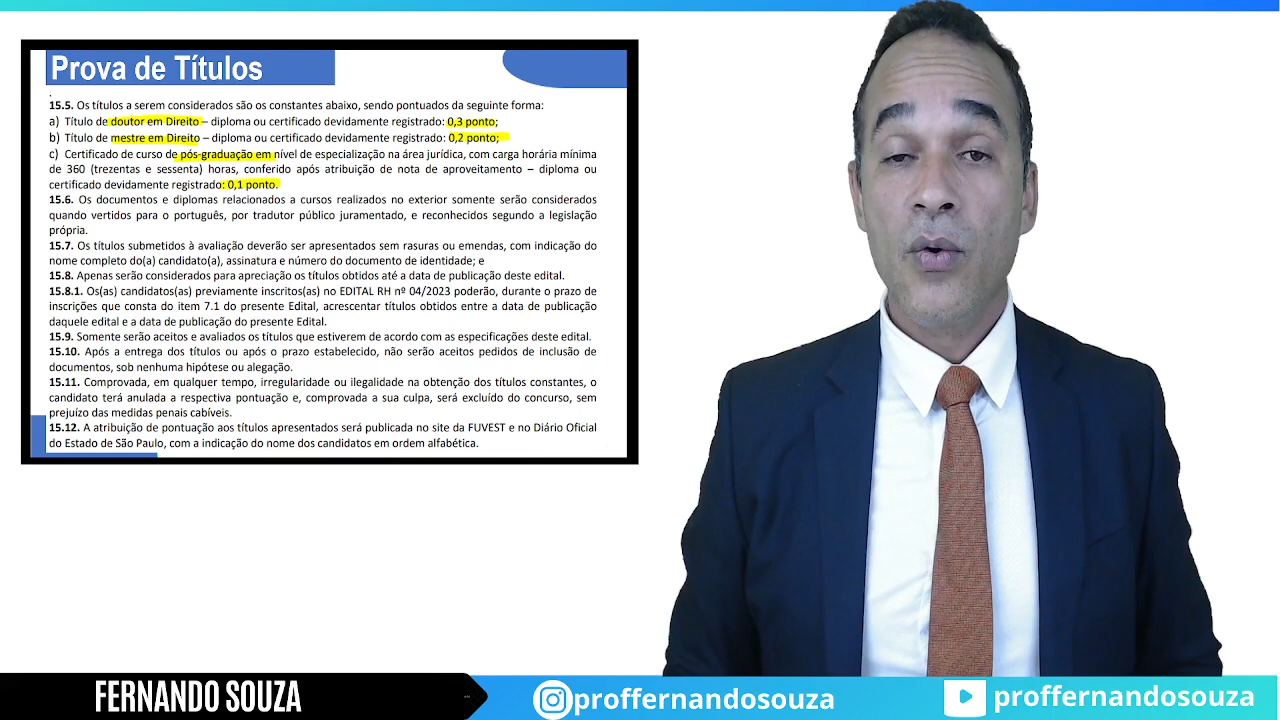 Prova de Títulos
15.5. Os títulos a serem considerados são os constantes abaixo, sendo pontuados da seguinte forma:
a) Título de doutor em Direito – diploma ou certificado devidamente registrado: 0,3 ponto;
b) Título de mestre em Direito – diploma ou certificado devidamente registrado: 0,2 ponto;
c) Certificado de curso de pós-graduação em nível de especialização na área jurídica, com carga horária mínima
de 360 (trezentas e sessenta) horas, conferido após atribuição de nota de aproveitamento – diploma ou
certificado devidamente registrado: 0,1 ponto.
15.6. Os documentos e diplomas relacionados a cursos realizados no exterior somente serão considerados
quando vertidos para o português, por tradutor público juramentado, e reconhecidos segundo a legislação
própria.
15.7. Os títulos submetidos à avaliação deverão ser apresentados sem rasuras ou emendas, com indicação do
nome completo do(a) candidato(a), assinatura e número do documento de identidade; e
15.8. Apenas serão considerados para apreciação os títulos obtidos até a data de publicação deste edital.
15.8.1. Os(as) candidatos(as) previamente inscritos(as) no EDITAL RH nº 04/2023 poderão, durante o prazo de
inscrições que consta do item 7.1 do presente Edital, acrescentar títulos obtidos entre a data de publicação
daquele edital e a data de publicação do presente Edital.
15.9. Somente serão aceitos e avaliados os títulos que estiverem de acordo com as especificações deste edital.
15.10. Após a entrega dos títulos ou após o prazo estabelecido, não serão aceitos pedidos de inclusão de
documentos, sob nenhuma hipótese ou alegação.
15.11. Comprovada, em qualquer tempo, irregularidade ou ilegalidade na obtenção dos títulos constantes, o
candidato terá anulada a respectiva pontuação e, comprovada a sua culpa, será excluído do concurso, sem
prejuízo das medidas penais cabíveis.
15.12. A atribuição de pontuação aos títulos apresentados será publicada no site da FUVEST e no Diário Oficial
do Estado de São Paulo, com a indicação do nome dos candidatos em ordem alfabética.
FERNANDO SOUZA
proffernandosouza
proffernandosouza